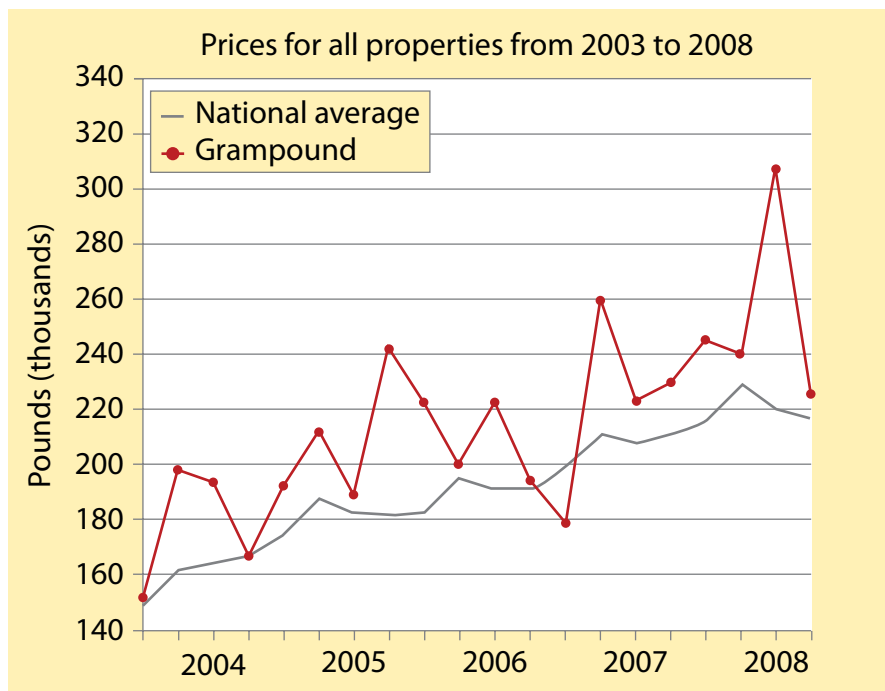 Prices for all properties from 2003 to 2008
340
320
300
280
260
240
220
200
180
160
140
Pounds (thousands)
National average
Grampound
2004 2005 2006 2007 2008